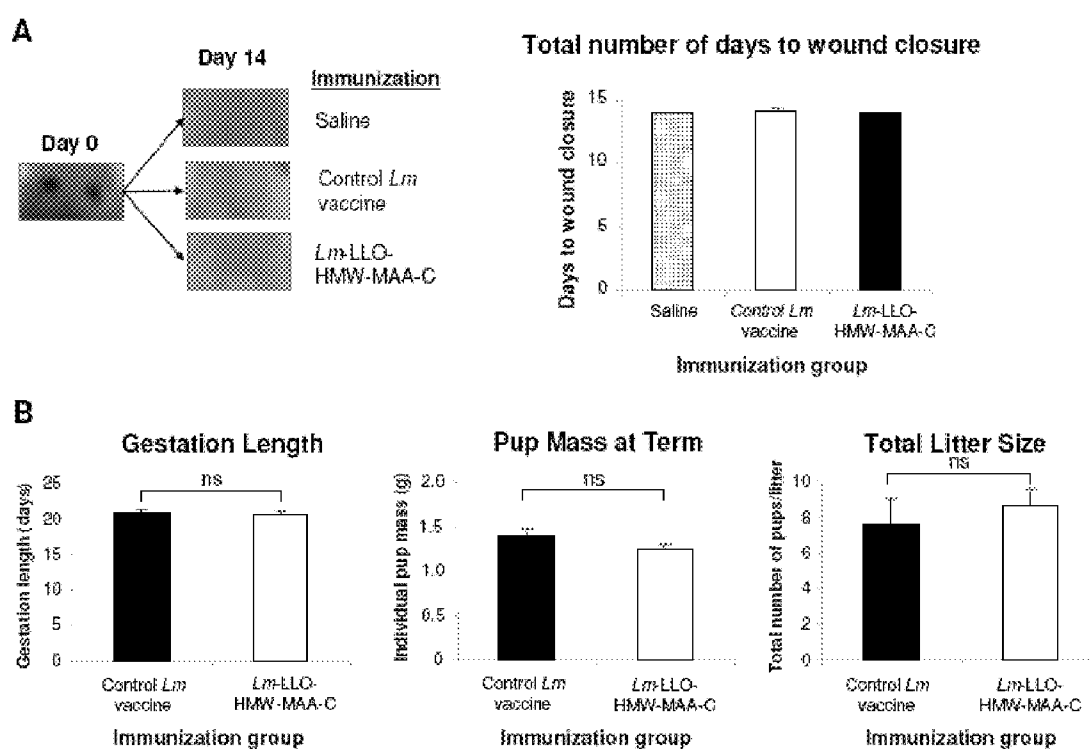 A
Day 14
Immunization
Saline
Day 0
Control Lm
vaccine
Lm-LLO-
HMW-MAA-C
Total number of days to wound closure
Days to wound closure
15
10
5
0
Saline
Control Lm
vaccine
Lm-LLO-
HMW-MAA-C
Immunization group
B
Gestation Length
Gestation length (days)
25
20
15
10
5
0
ns
Control Lm
vaccine
Lm-LLO-
HMW-MAA-C
Immunization group
Pup Mass at Term
Individual pup mass (g)
2.0
1.5
1.0
0.5
0
ns
Control Lm
vaccine
Lm-LLO-
HMW-MAA-C
Immunization group
Total Litter Size
Total number of pups/litter
10
8
6
4
2
0
ns
Control Lm
vaccine
Lm-LLO-
HMW-MAA-C
Immunization group